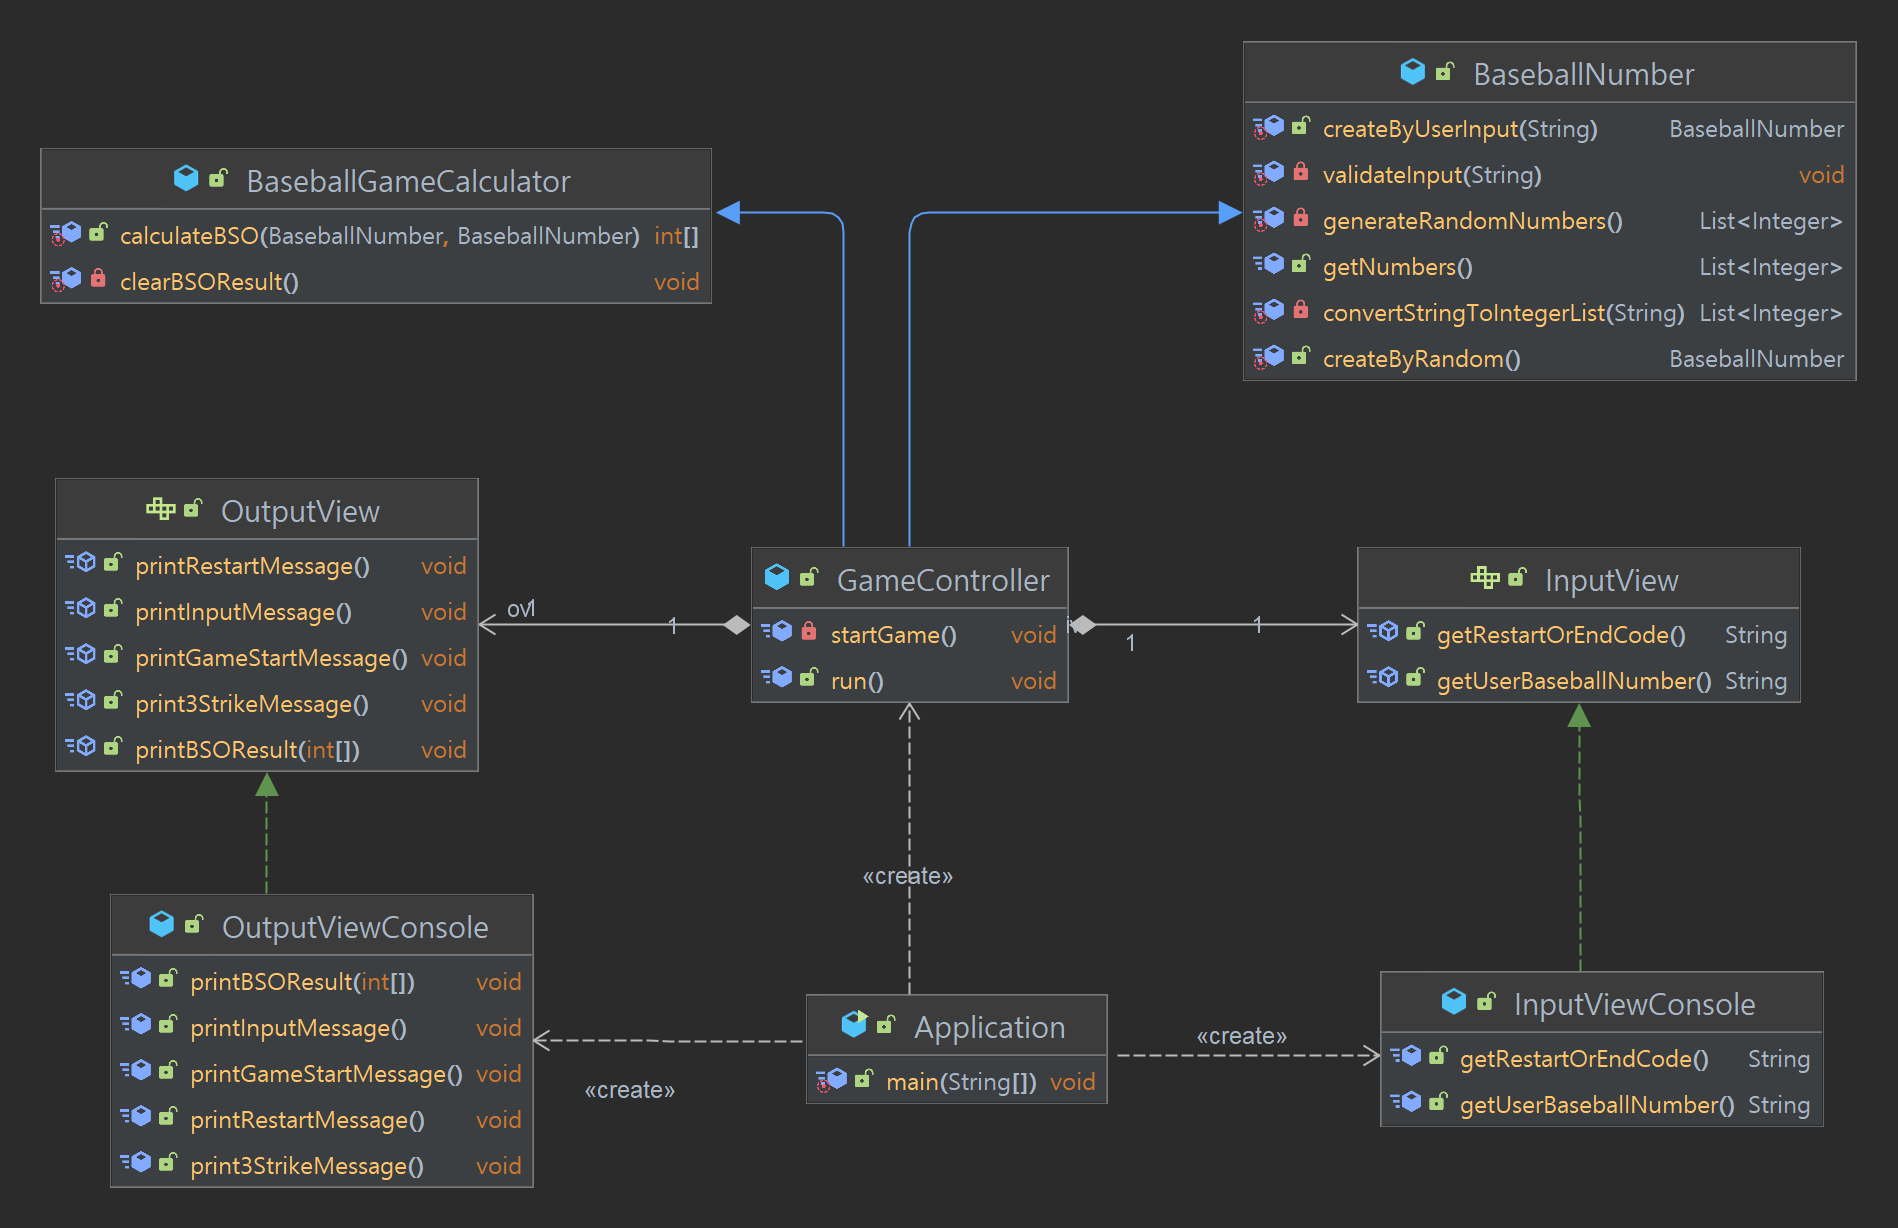 BaseballNumber
createByUserInput(String) BaseballNumber
validateInput(String) void
generateRandomNumbers() List<Integer>
getNumbers() List<Integer>
convertStringToIntegerList(String) List<Integer>
createByRandom() BaseballNumber
BaseballGameCalculator
calculateBSO(BaseballNumber, BaseballNumber) int[]
clearBSOResult() void
OutputView
printRestartMessage() void
printInputMessage() void
printGameStartMessage() void
print3StrikeMessage() void
printBSOResult(int[]) void
ov
1
1
GameController
startGame() void
run() void
1
1
InputView
getRestartOrEndCode() String
getUserBaseballNumber() String
«create»
OutputViewConsole
printBSOResult(int[]) void
printInputMessage() void
printGameStartMessage() void
printRestartMessage() void
print3StrikeMessage() void
«create»
Application
main(String[]) void
«create»
InputViewConsole
getRestartOrEndCode() String
getUserBaseballNumber() String